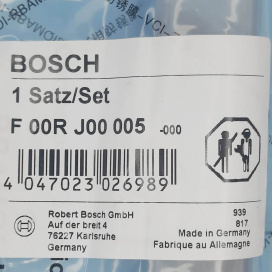 BOSCH
1 Satz/Set
F 00R J00 005 -000
4 047023 026989
Robert Bosch GmbH
Auf der breit 4
76227 Karlsruhe
Germany
939
817
Made in Germany
Fabrique au Allemagne